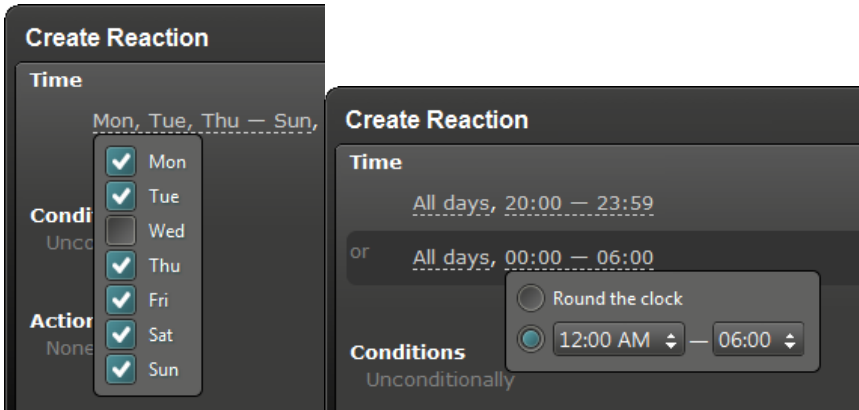 Create Reaction
Time
Mon, Tue, Thu — Sun,
Mon
Tue
Wed
Thu
Fri
Sat
Sun
Condi
Unco
Action
None
Create Reaction
Time
All days, 20:00 — 23:59
or All days, 00:00 — 06:00
Round the clock
12:00 AM — 06:00
Conditions
Unconditionally